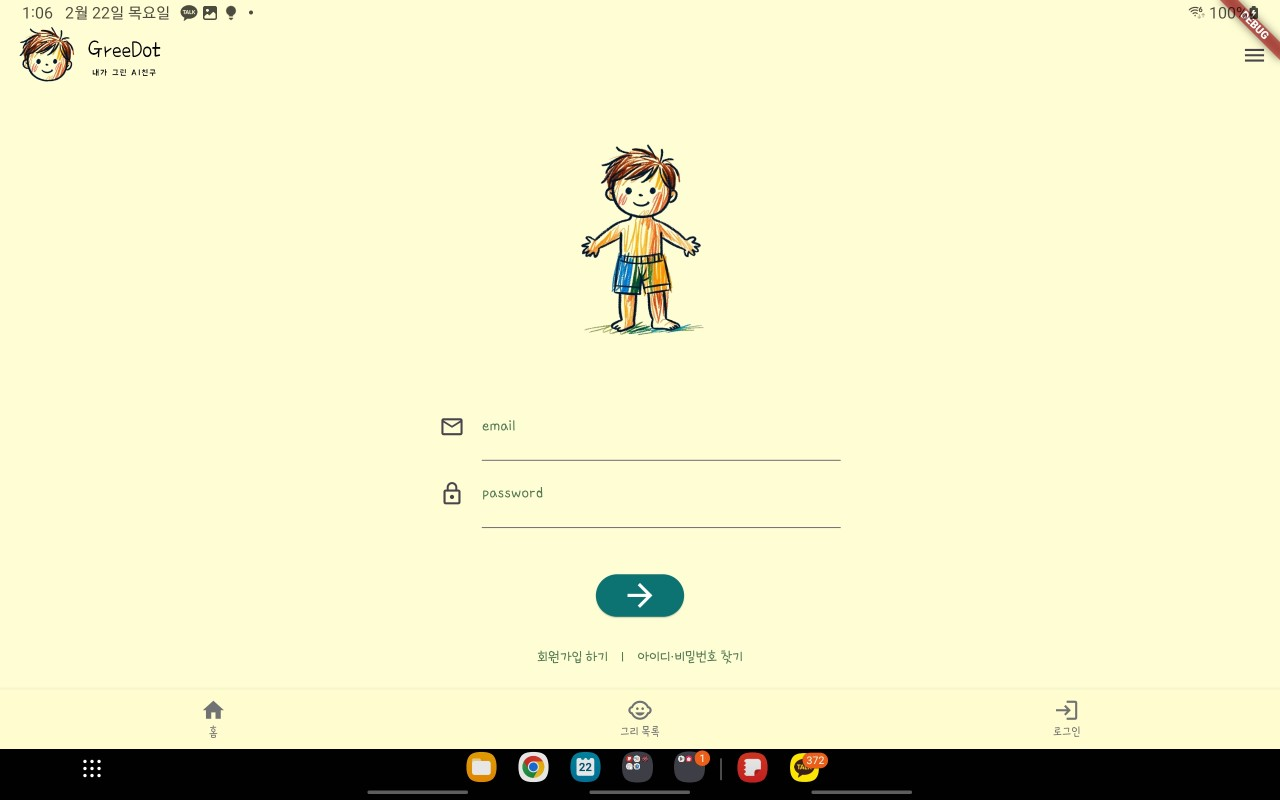 1:06 2월 22일 목요일 TALK
100%
DEBUG
GreeDot
내가 그린 AI친구
email
password
회원가입 하기 | 아이디·비밀번호 찾기
홈
그리 목록
로그인
22
1
TALK
372